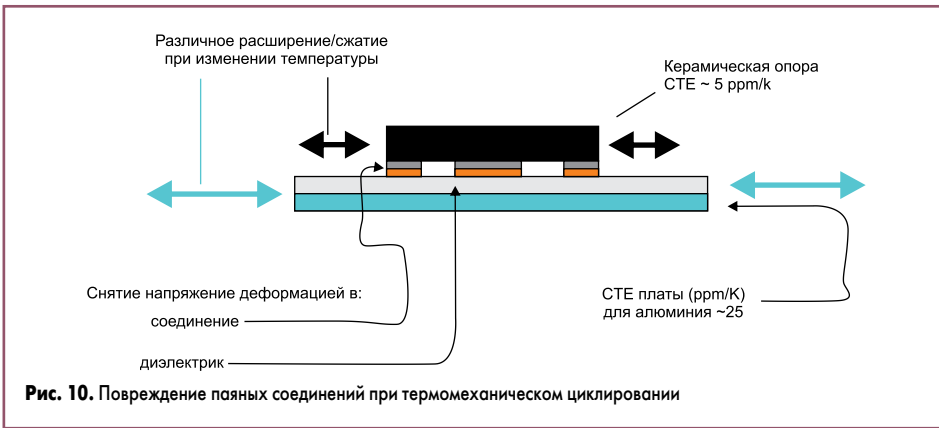 Различное расширение/сжатие
при изменении температуры
Керамическая опора
CTE ~ 5 ppm/k
Снятие напряжение деформацией в:
соединение
диэлектрик
СТЕ платы (ppm/K)
для алюминия ~25
Рис. 10. Повреждение паяных соединений при термомеханическом циклировании